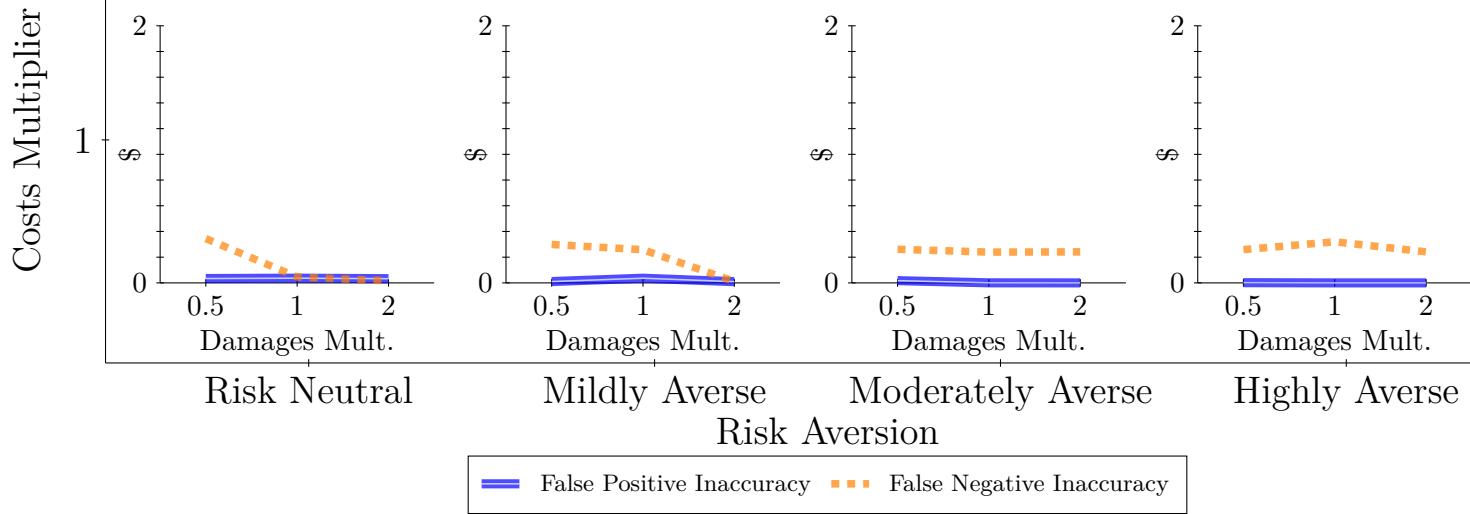 Costs Multiplier
1
2
$
0
0.5 1 2
Damages Mult.
2
$
0
0.5 1 2
Damages Mult.
2
$
0
0.5 1 2
Damages Mult.
2
$
0
0.5 1 2
Damages Mult.
Risk Neutral
Mildly Averse
Moderately Averse
Highly Averse
Risk Aversion
False Positive Inaccuracy
False Negative Inaccuracy